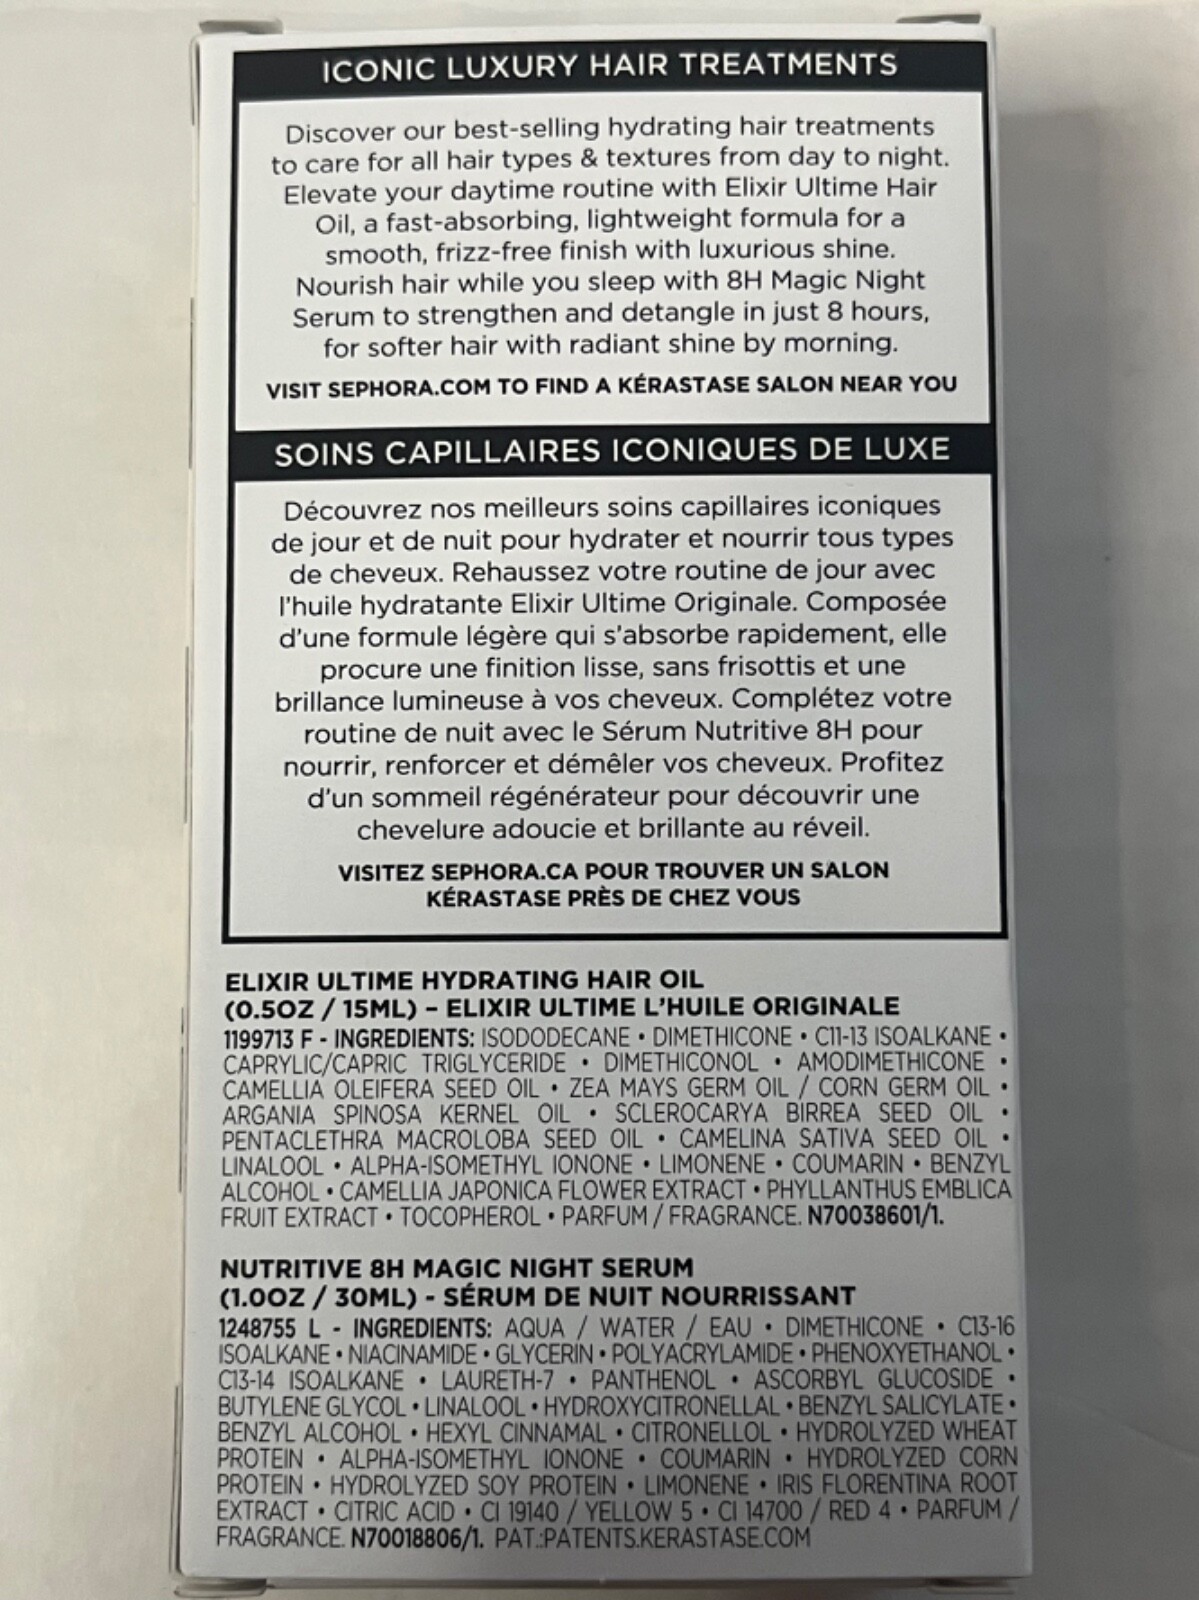 ICONIC LUXURY HAIR TREATMENTS
Discover our best-selling hydrating hair treatments
to care for all hair types & textures from day to night.
Elevate your daytime routine with Elixir Ultime Hair
Oil, a fast-absorbing, lightweight formula for a
smooth, frizz-free finish with luxurious shine.
Nourish hair while you sleep with 8H Magic Night
Serum to strengthen and detangle in just 8 hours,
for softer hair with radiant shine by morning.
VISIT SEPHORA.COM TO FIND A KÉRASTASE SALON NEAR YOU
SOINS CAPILLAIRES ICONIQUES DE LUXE
Découvrez nos meilleurs soins capillaires iconiques
de jour et de nuit pour hydrater et nourrir tous types
de cheveux. Rehaussez votre routine de jour avec
l'huile hydratante Elixir Ultime Originale. Composée
d'une formule légère qui s'absorbe rapidement, elle
procure une finition lisse, sans frisottis et une
brillance lumineuse à vos cheveux. Complétez votre
routine de nuit avec le Sérum Nutritive 8H pour
nourrir, renforcer et démêler vos cheveux. Profitez
d'un sommeil régénérateur pour découvrir une
chevelure adoucie et brillante au réveil.
VISITEZ SEPHORA.CA POUR TROUVER UN SALON
KÉRASTASE PRÈS DE CHEZ VOUS
ELIXIR ULTIME HYDRATING HAIR OIL
(0.5OZ / 15ML) – ELIXIR ULTIME L'HUILE ORIGINALE
1199713 F - INGREDIENTS: ISODODECANE • DIMETHICONE • C11-13 ISOALKANE •
CAPRYLIC/CAPRIC TRIGLYCERIDE • DIMETHICONOL • AMODIMETHICONE •
CAMELLIA OLEIFERA SEED OIL • ZEA MAYS GERM OIL / CORN GERM OIL •
ARGANIA SPINOSA KERNEL OIL • SCLEROCARYA BIRREA SEED OIL •
PENTACLETHRA MACROLOBA SEED OIL • CAMELINA SATIVA SEED OIL •
LINALOOL • ALPHA-ISOMETHYL IONONE • LIMONENE • COUMARIN • BENZYL
ALCOHOL • CAMELLIA JAPONICA FLOWER EXTRACT • PHYLLANTHUS EMBLICA
FRUIT EXTRACT • TOCOPHEROL • PARFUM / FRAGRANCE. N70038601/1.
NUTRITIVE 8H MAGIC NIGHT SERUM
(1.0OZ / 30ML) - SÉRUM DE NUIT NOURRISSANT
1248755 L - INGREDIENTS: AQUA / WATER / EAU • DIMETHICONE • C13-16
ISOALKANE • NIACINAMIDE • GLYCERIN • POLYACRYLAMIDE • PHENOXYETHANOL •
C13-14 ISOALKANE • LAURETH-7 • PANTHENOL • ASCORBYL GLUCOSIDE •
BUTYLENE GLYCOL • LINALOOL • HYDROXYCITRONELLAL • BENZYL SALICYLATE •
BENZYL ALCOHOL • HEXYL CINNAMAL • CITRONELLOL • HYDROLYZED WHEAT
PROTEIN • ALPHA-ISOMETHYL IONONE • COUMARIN • HYDROLYZED CORN
PROTEIN • HYDROLYZED SOY PROTEIN • LIMONENE • IRIS FLORENTINA ROOT
EXTRACT • CITRIC ACID • CI 19140 / YELLOW 5 • CI 14700 / RED 4 • PARFUM /
FRAGRANCE. N70018806/1. PAT.:PATENTS.KERASTASE.COM